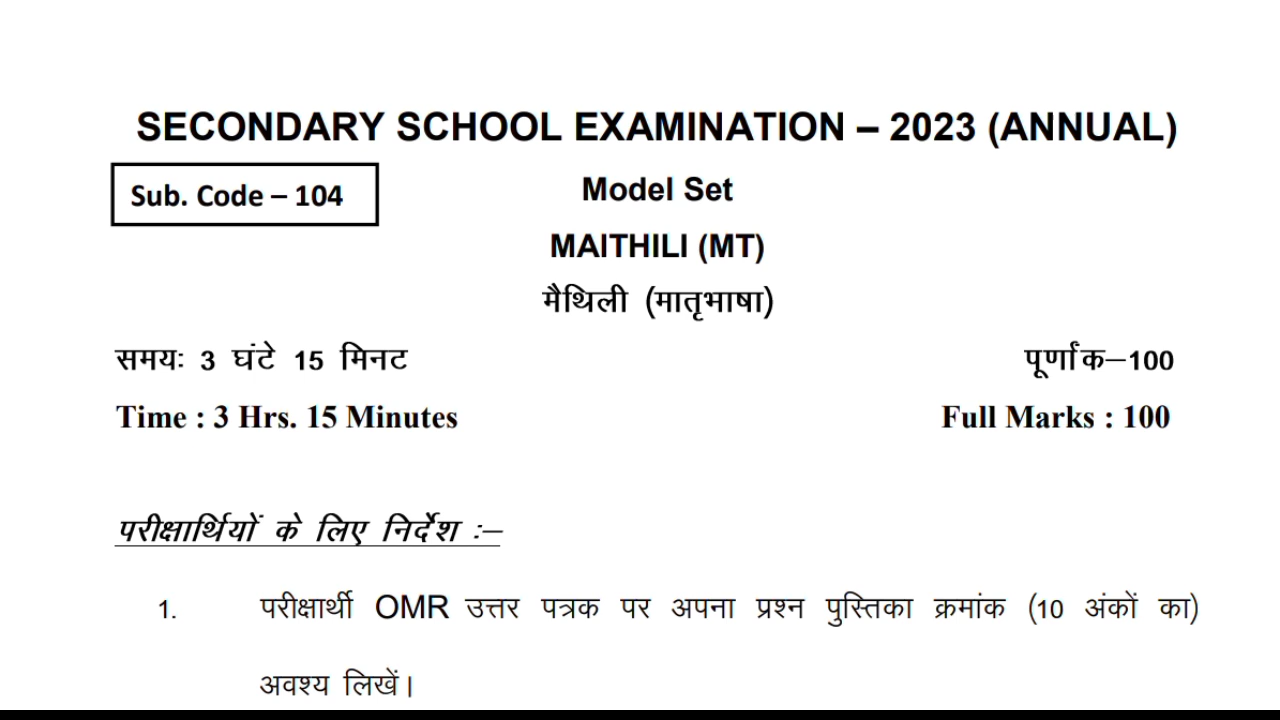 SECONDARY SCHOOL EXAMINATION – 2023 (ANNUAL)
Sub. Code – 104
Model Set
MAITHILI (MT)
मैथिली (मातृभाषा)
समयः 3 घंटे 15 मिनट
पूर्णांक–100
Time : 3 Hrs. 15 Minutes
Full Marks : 100
परीक्षार्थियों के लिए निर्देश :–
1. परीक्षार्थी OMR उत्तर पत्रक पर अपना प्रश्न पुस्तिका क्रमांक (10 अंकों का)
अवश्य लिखें।